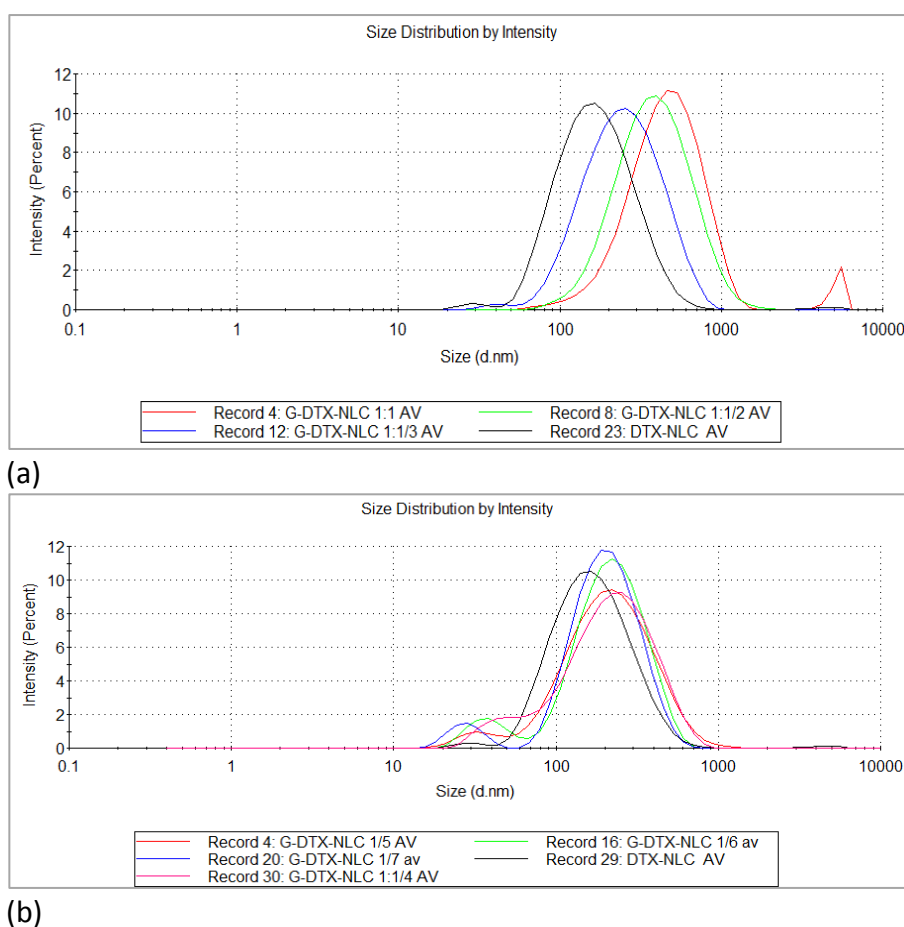 Size Distribution by Intensity
12
10
8
6
4
2
0
Intensity (Percent)
0.1 1 10 100 1000 10000
Size (d.nm)
Record 4: G-DTX-NLC 1:1 AV Record 8: G-DTX-NLC 1:1/2 AV
Record 12: G-DTX-NLC 1:1/3 AV Record 23: DTX-NLC AV
(a)
Size Distribution by Intensity
12
10
8
6
4
2
0
Intensity (Percent)
0.1 1 10 100 1000 10000
Size (d.nm)
Record 4: G-DTX-NLC 1/5 AV Record 16: G-DTX-NLC 1/6 av
Record 20: G-DTX-NLC 1/7 av Record 29: DTX-NLC AV
Record 30: G-DTX-NLC 1:1/4 AV
(b)